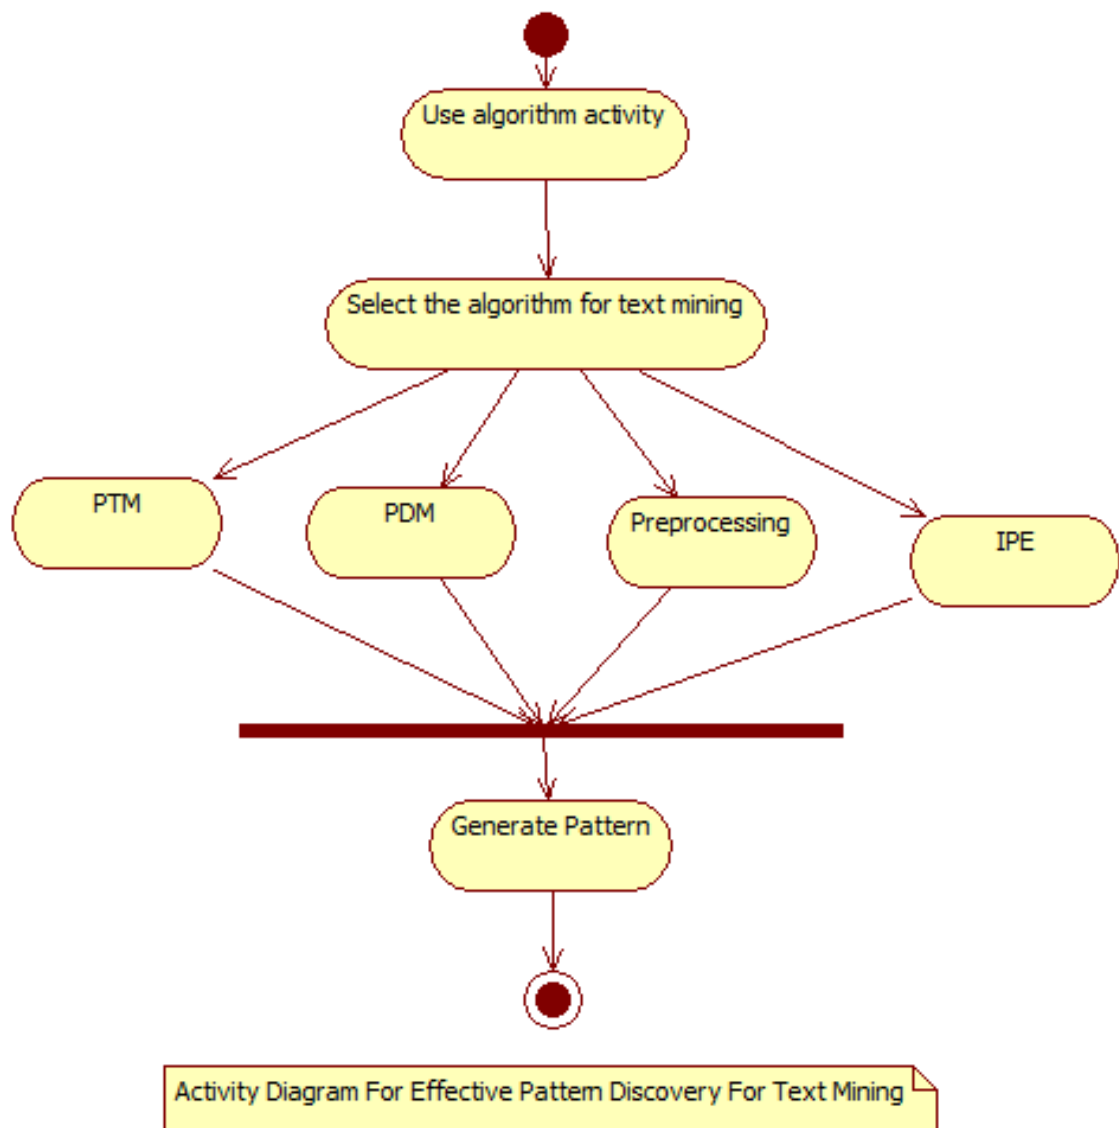 Use algorithm activity
Select the algorithm for text mining
PTM
PDM
Preprocessing
IPE
Generate Pattern
Activity Diagram For Effective Pattern Discovery For Text Mining